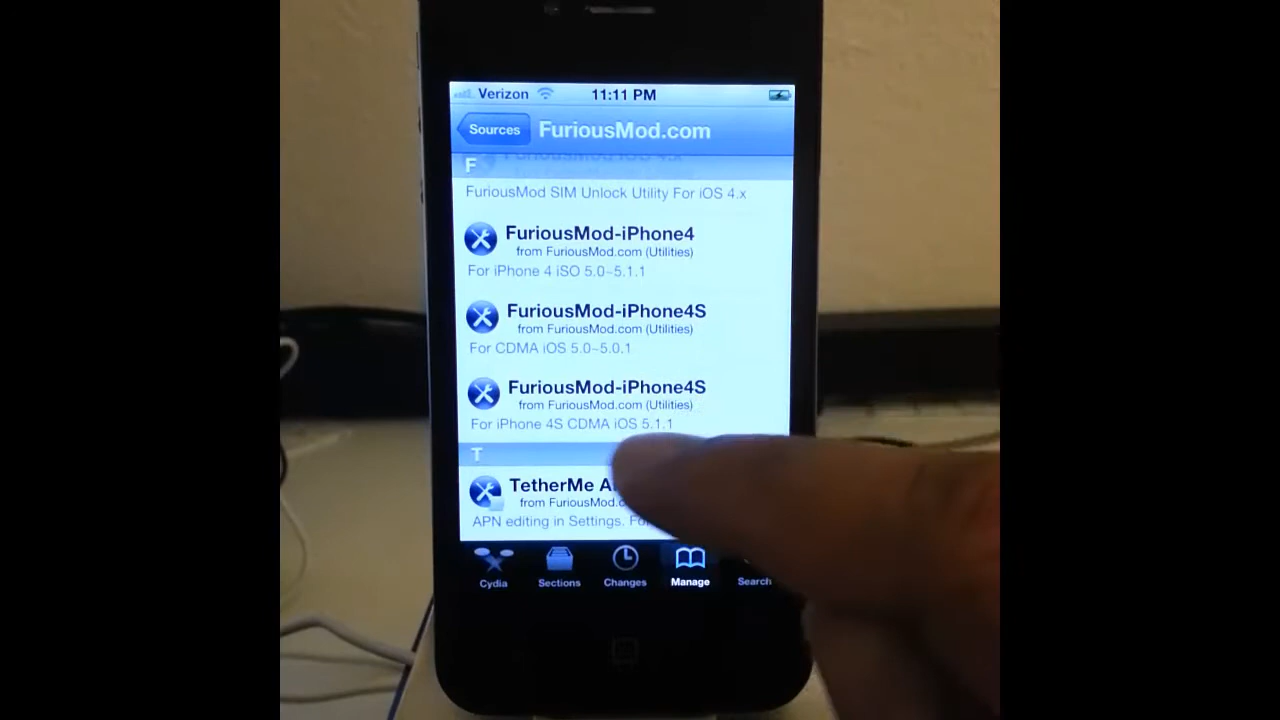 Verizon 11:11 PM
Sources FuriousMod.com
F
FuriousMod SIM Unlock Utility For iOS 4.x
FuriousMod-iPhone4
from FuriousMod.com (Utilities)
For iPhone 4 iSO 5.0~5.1.1
FuriousMod-iPhone4S
from FuriousMod.com (Utilities)
For CDMA iOS 5.0~5.0.1
FuriousMod-iPhone4S
from FuriousMod.com (Utilities)
For iPhone 4S CDMA iOS 5.1.1
T
TetherMe
from FuriousMod.
APN editing in Settings.
Cydia Sections Changes Manage Search